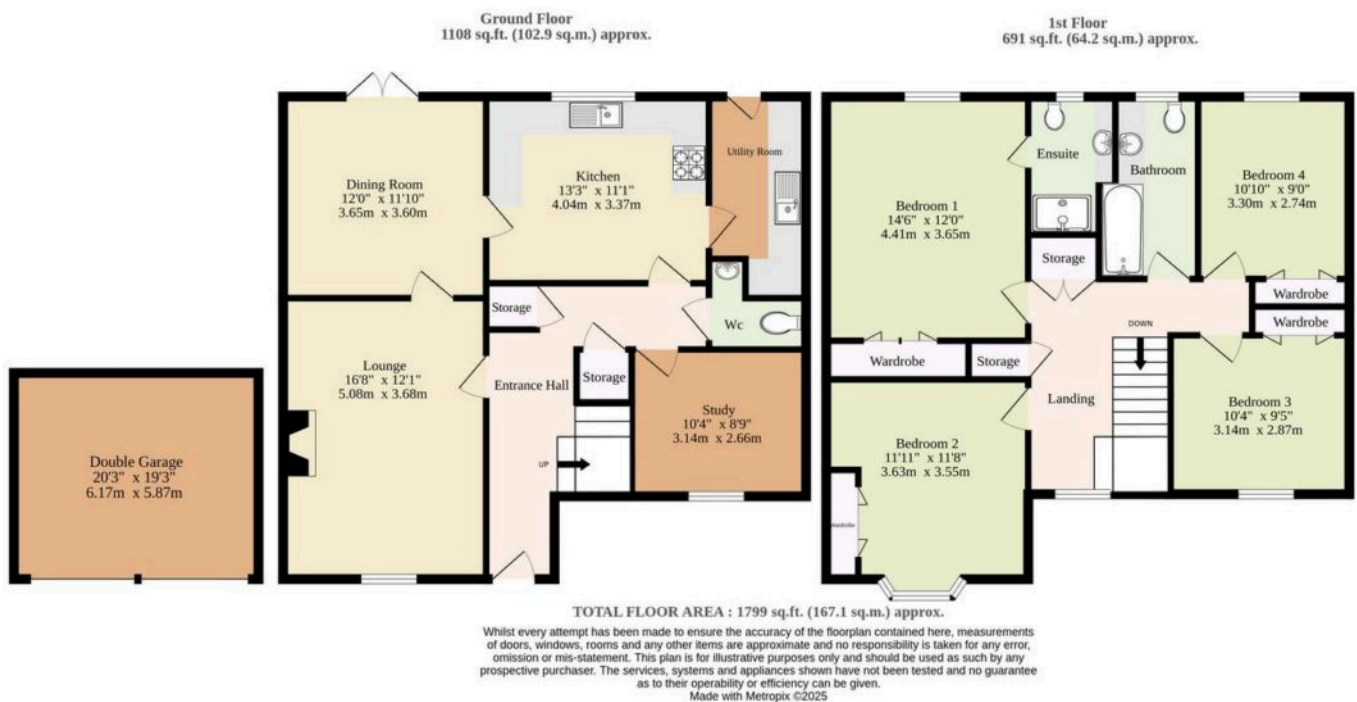 Ground Floor
1108 sq.ft. (102.9 sq.m.) approx.
Dining Room
12'0" x 11'10"
3.65m x 3.60m
Kitchen
13'3" x 11'1"
4.04m x 3.37m
Utility Room
Storage
Wc
Lounge
16'8" x 12'1"
5.08m x 3.68m
Entrance Hall
Storage
Study
10'4" x 8'9"
3.14m x 2.66m
UP
Double Garage
20'3" x 19'3"
6.17m x 5.87m
1st Floor
691 sq.ft. (64.2 sq.m.) approx.
Bedroom 1
14'6" x 12'0"
4.41m x 3.65m
Ensuite
Bathroom
Bedroom 4
10'10" x 9'0"
3.30m x 2.74m
Storage
Wardrobe
Wardrobe
DOWN
Wardrobe
Storage
Landing
Bedroom 3
10'4" x 9'5"
3.14m x 2.87m
Bedroom 2
11'11" x 11'8"
3.63m x 3.55m
Wardrobe
TOTAL FLOOR AREA : 1799 sq.ft. (167.1 sq.m.) approx.
Whilst every attempt has been made to ensure the accuracy of the floorplan contained here, measurements
of doors, windows, rooms and any other items are approximate and no responsibility is taken for any error,
omission or mis-statement. This plan is for illustrative purposes only and should be used as such by any
prospective purchaser. The services, systems and appliances shown have not been tested and no guarantee
as to their operability or efficiency can be given.
Made with Metropix ©2025